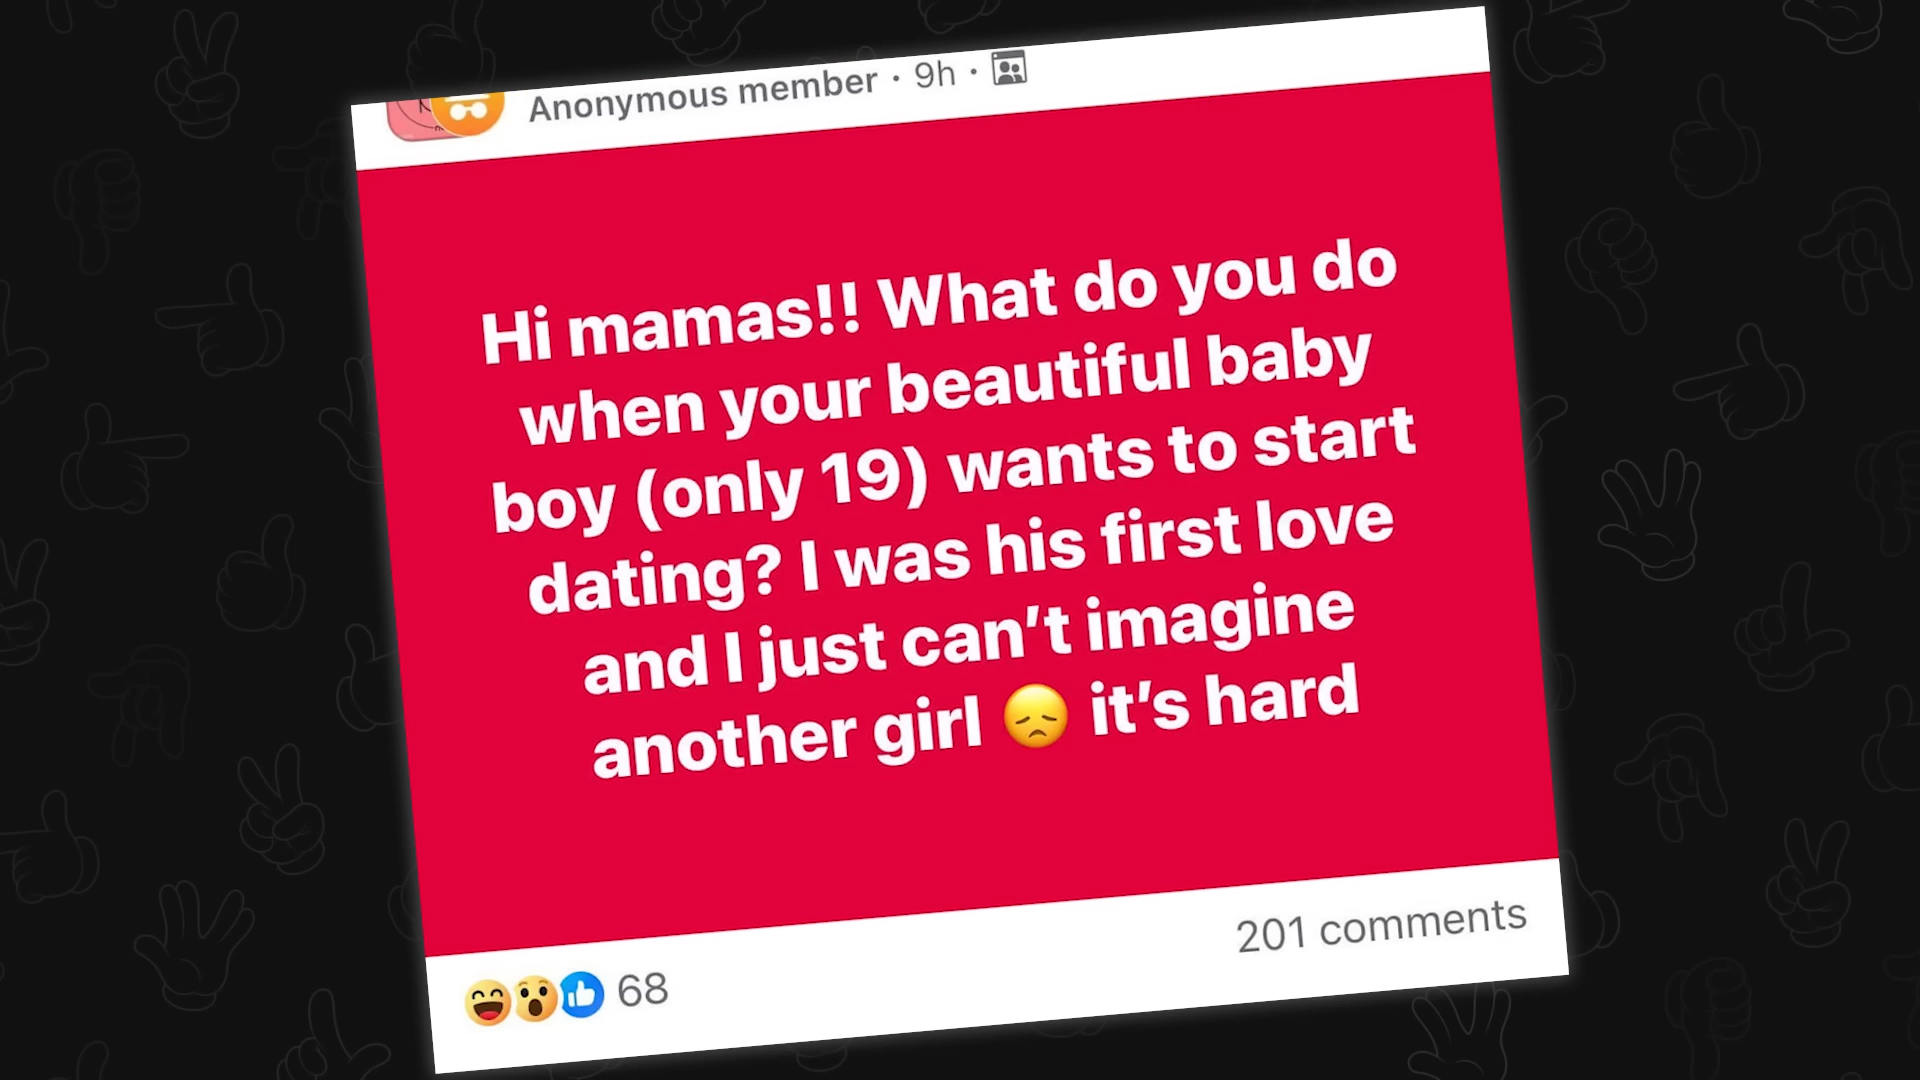 Anonymous member · 9h ·
Hi mamas!! What do you do
when your beautiful baby
boy (only 19) wants to start
dating? I was his first love
and I just can’t imagine
another girl 😞 it’s hard
68
201 comments